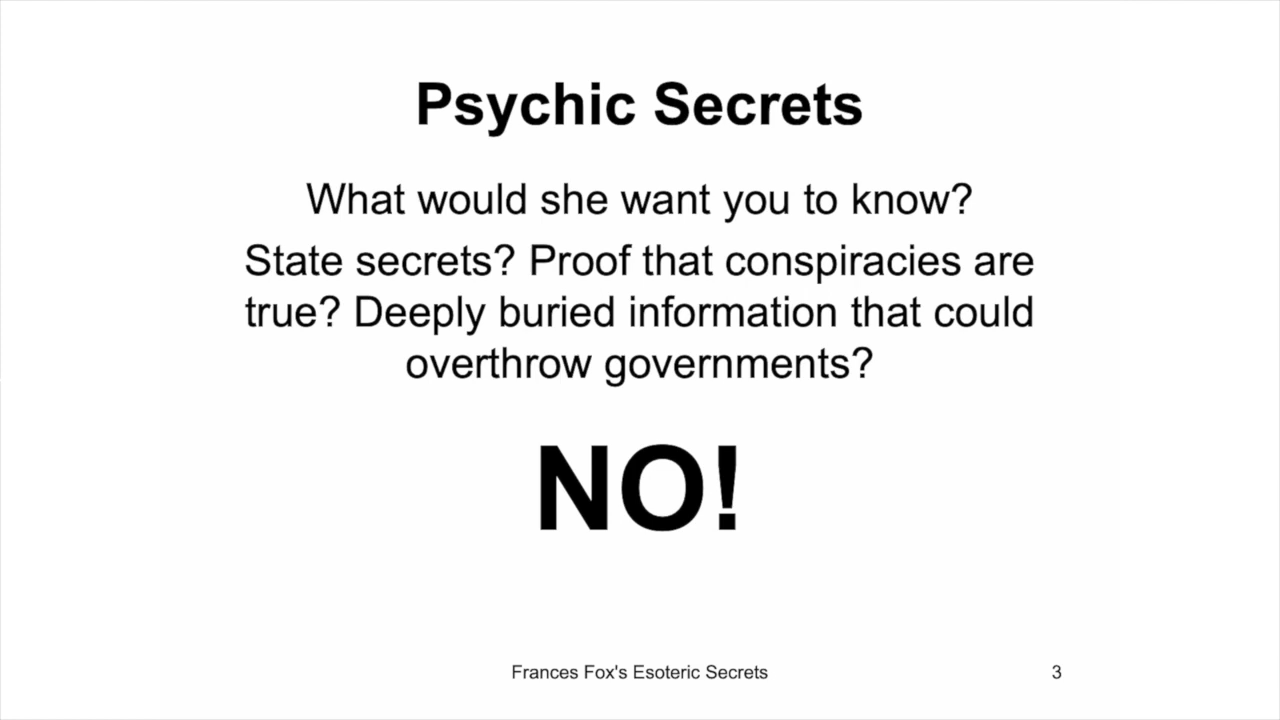 Psychic Secrets
What would she want you to know?
State secrets? Proof that conspiracies are
true? Deeply buried information that could
overthrow governments?
NO!
Frances Fox's Esoteric Secrets
3